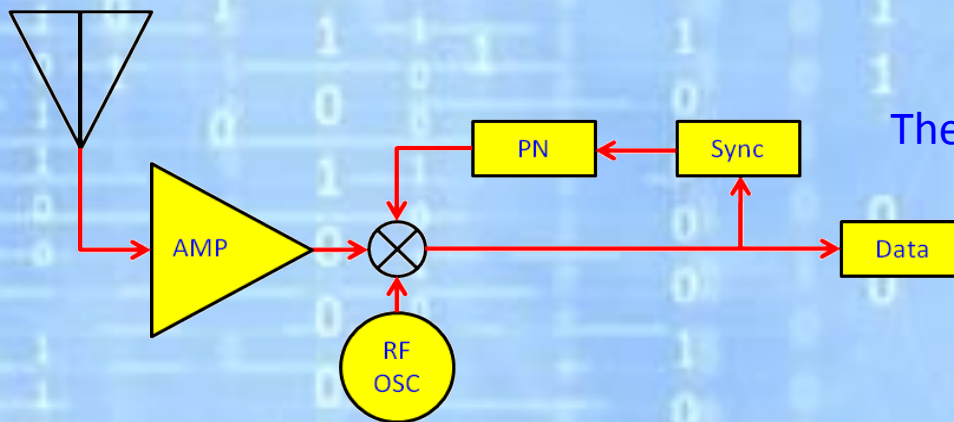 The
PN
Sync
AMP
Data
RF
OSC